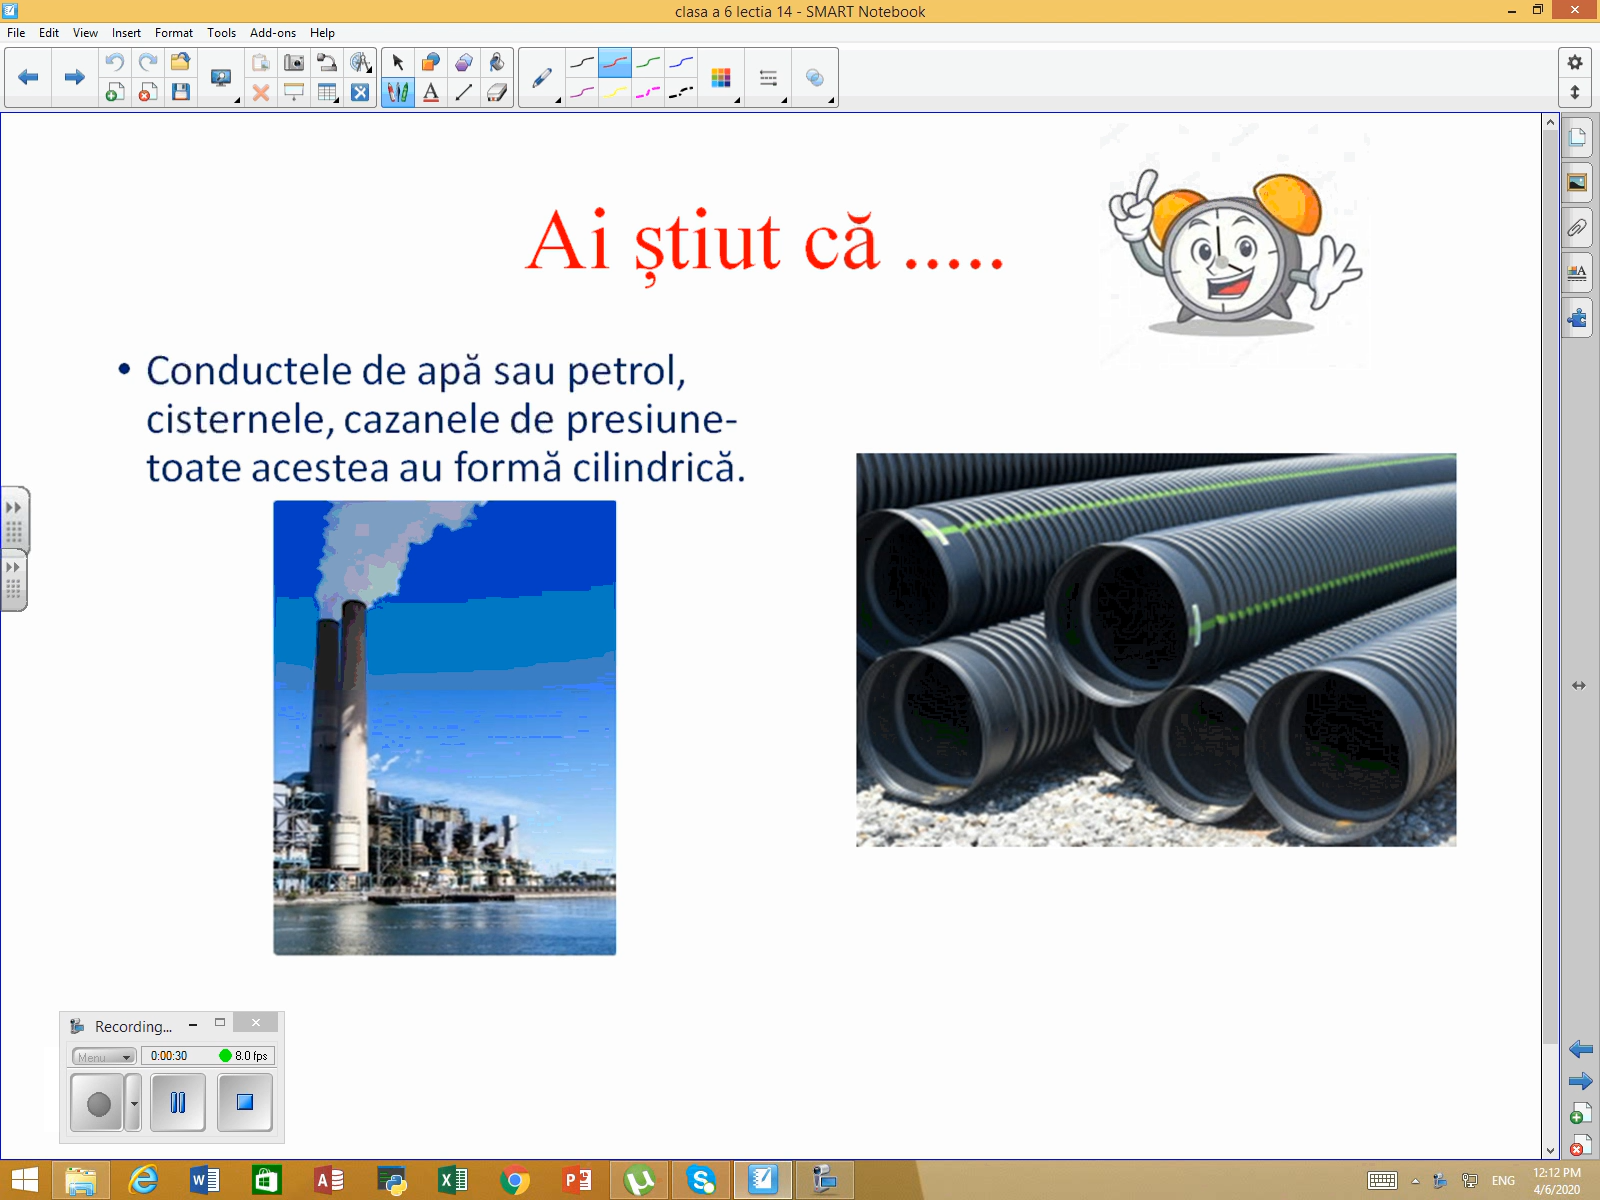 clasa a 6 lectia 14 - SMART Notebook
File Edit View Insert Format Tools Add-ons Help
Ai știut că .....
• Conductele de apă sau petrol,
cisternele, cazanele de presiune-
toate acestea au formă cilindrică.
Recording...
Menu 0:00:30 8.0 fps
ENG
12:12 PM
4/6/2020